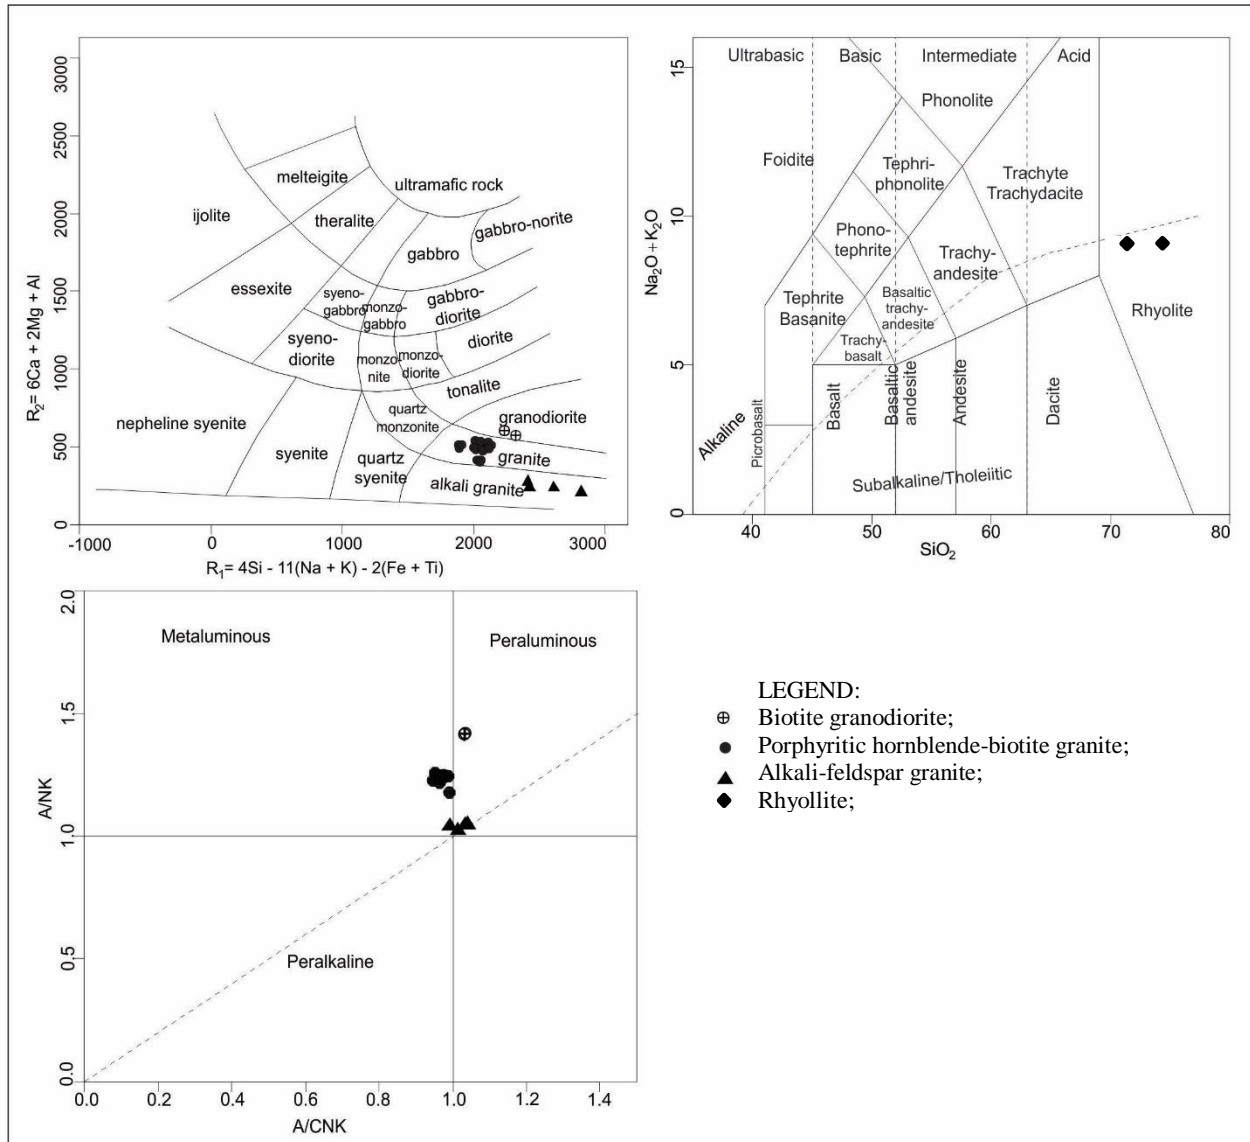 R₂= 6Ca + 2Mg + Al
3000
2500
2000
1500
1000
500
0
-1000
0
1000
2000
3000
R₁= 4Si - 11(Na + K) - 2(Fe + Ti)
melteigite
ultramafic rock
ijolite
theralite
gabbro-norite
gabbro
essexite
syeno-
gabbro
monzo-
gabbro
gabbro-
diorite
syeno-
diorite
monzo-
nite
monzo-
diorite
diorite
tonalite
nepheline syenite
quartz
monzonite
granodiorite
syenite
quartz
syenite
granite
alkali granite
Na₂O + K₂O
15
10
5
0
40
50
60
70
80
SiO₂
Ultrabasic
Basic
Intermediate
Acid
Phonolite
Foidite
Tephri-
phonolite
Trachyte
Trachydacite
Phono-
tephrite
Trachy-
andesite
Tephrite
Basanite
Basaltic
trachy-
andesite
Rhyolite
Trachy-
basalt
Alkaline
Picrobasalt
Basalt
Basaltic
andesite
Andesite
Dacite
Subalkaline/Tholeiitic
A/NK
2.0
1.5
1.0
0.5
0.0
0.0
0.2
0.4
0.6
0.8
1.0
1.2
1.4
A/CNK
Metaluminous
Peraluminous
Peralkaline
LEGEND:
Biotite granodiorite;
Porphyritic hornblende-biotite granite;
Alkali-feldspar granite;
Rhyollite;